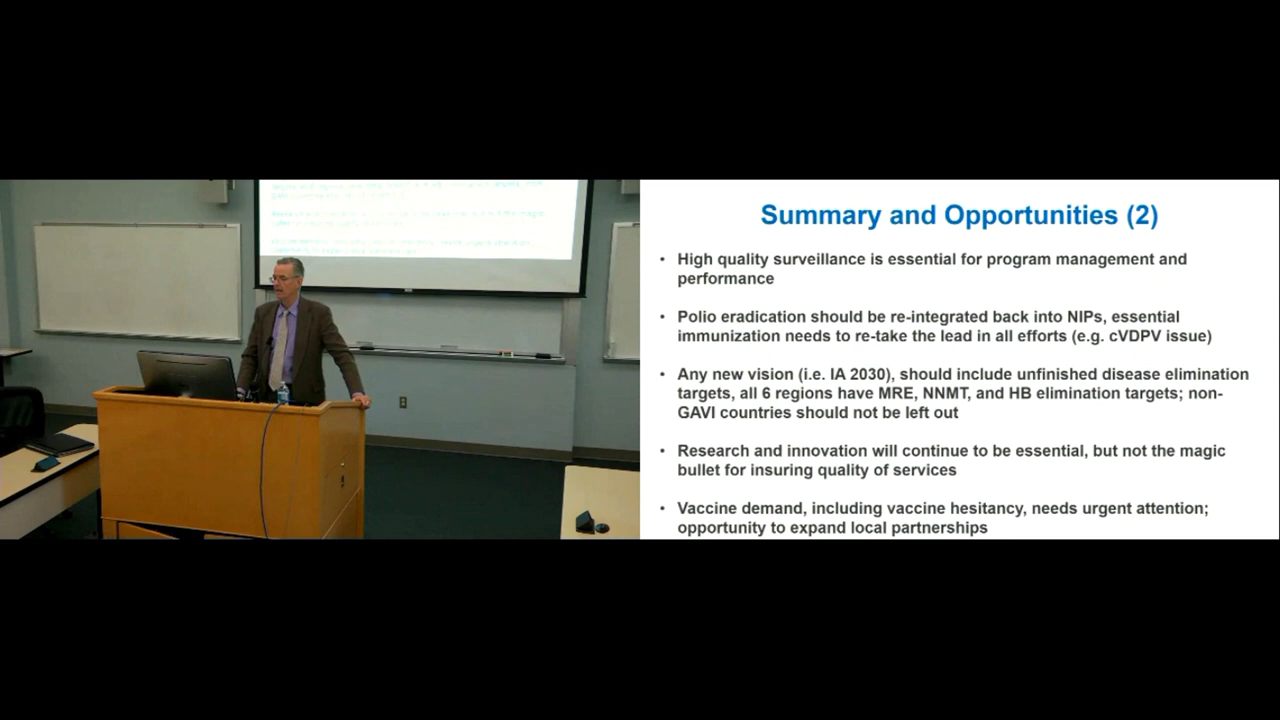 Summary and Opportunities (2)
• High quality surveillance is essential for program management and
performance
• Polio eradication should be re-integrated back into NIPs, essential
immunization needs to re-take the lead in all efforts (e.g. cVDPV issue)
• Any new vision (i.e. IA 2030), should include unfinished disease elimination
targets, all 6 regions have MRE, NNMT, and HB elimination targets; non-
GAVI countries should not be left out
• Research and innovation will continue to be essential, but not the magic
bullet for insuring quality of services
• Vaccine demand, including vaccine hesitancy, needs urgent attention;
opportunity to expand local partnerships